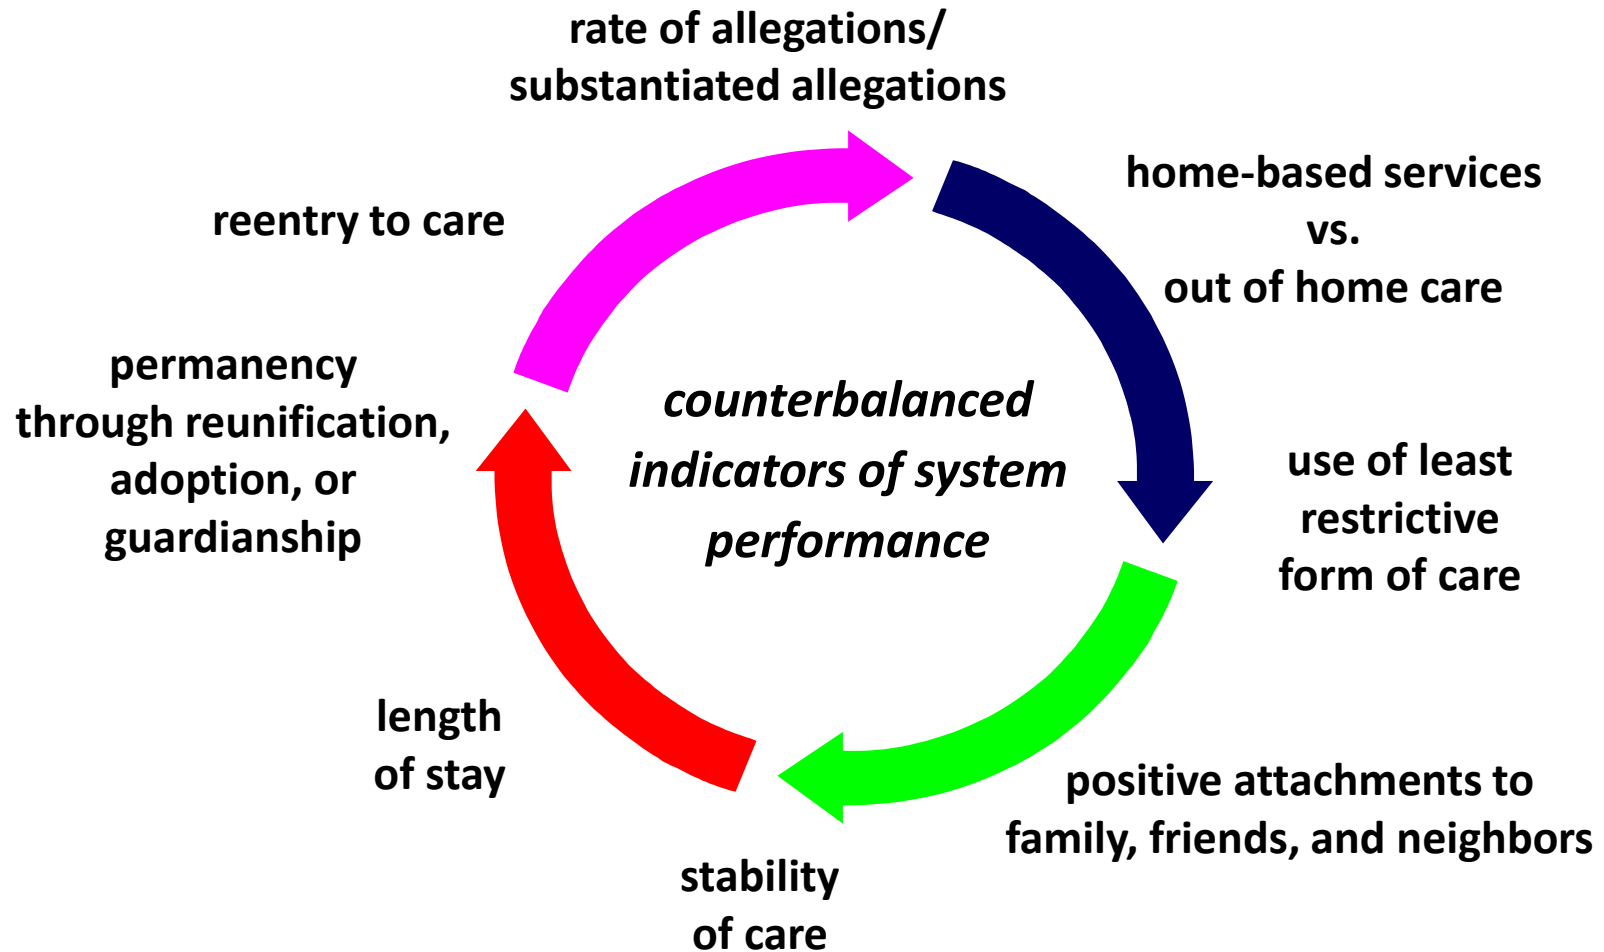 rate of allegations/
substantiated allegations
home-based services
vs.
out of home care
use of least
restrictive
form of care
positive attachments to
family, friends, and neighbors
stability
of care
length
of stay
permanency
through reunification,
adoption, or
guardianship
reentry to care
counterbalanced
indicators of system
performance